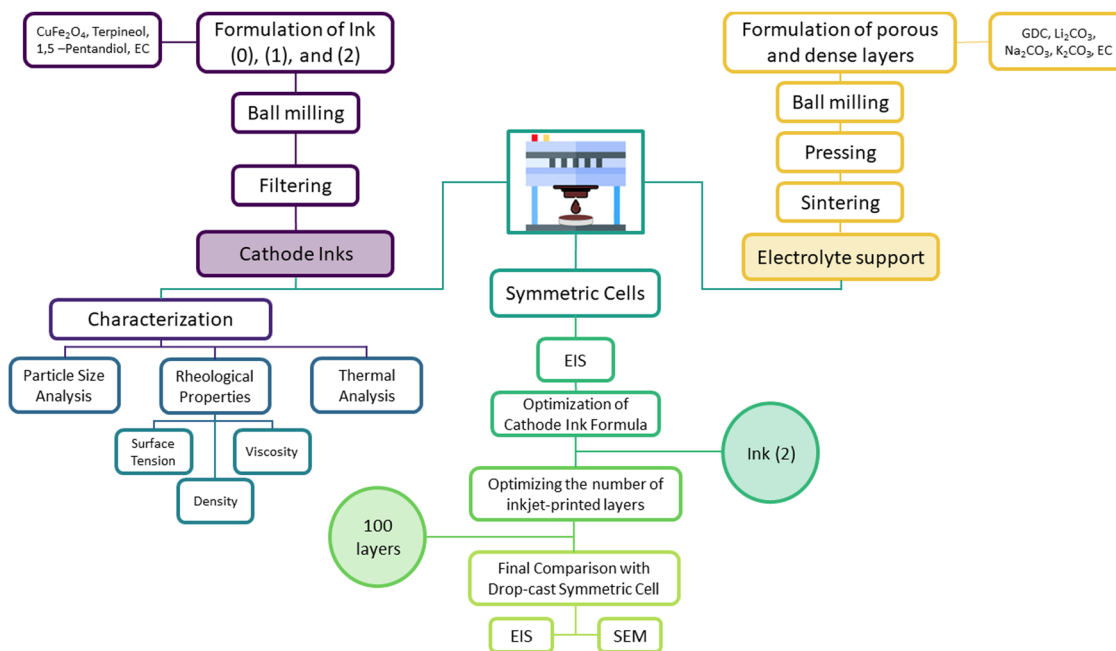 CuFe₂O₄, Terpineol,
1,5 –Pentandiol, EC
Formulation of Ink
(0), (1), and (2)
Ball milling
Filtering
Cathode Inks
Characterization
Particle Size
Analysis
Rheological
Properties
Thermal
Analysis
Surface
Tension
Viscosity
Density
Formulation of porous
and dense layers
GDC, Li₂CO₃,
Na₂CO₃, K₂CO₃, EC
Ball milling
Pressing
Sintering
Electrolyte support
Symmetric Cells
EIS
Optimization of
Cathode Ink Formula
Ink (2)
Optimizing the number of
inkjet-printed layers
100
layers
Final Comparison with
Drop-cast Symmetric Cell
EIS
SEM